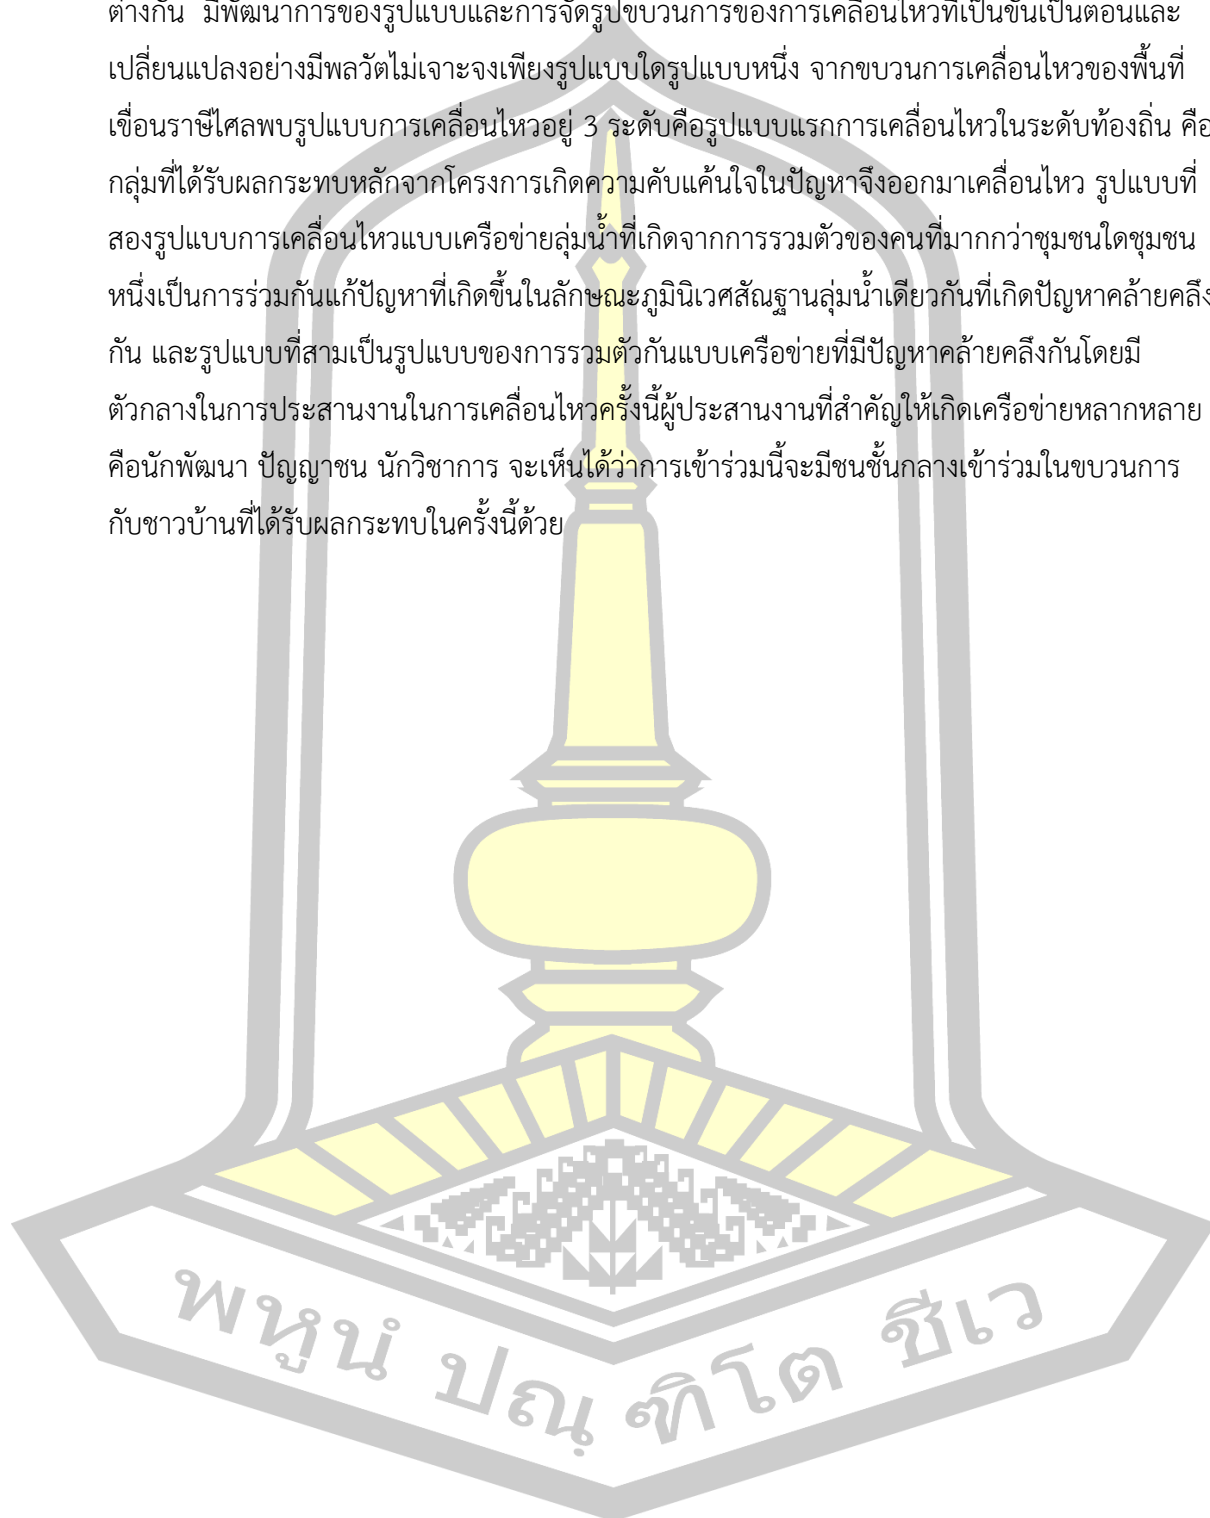 ต่างกัน  มีพัฒนาการของรูปแบบและการจัดรูปขบวนการของการเคลื่อนไหวที่เป็นขั้นเป็นตอนและ
เปลี่ยนแปลงอย่างมีพลวัตไม่เจาะจงเพียงรูปแบบใดรูปแบบหนึ่ง จากขบวนการเคลื่อนไหวของพื้นที่
เขื่อนราษีไศลพบรูปแบบการเคลื่อนไหวอยู่ 3 ระดับคือรูปแบบแรกการเคลื่อนไหวในระดับท้องถิ่น คือ
กลุ่มที่ได้รับผลกระทบหลักจากโครงการเกิดความคับแค้นใจในปัญหาจึงออกมาเคลื่อนไหว รูปแบบที่
สองรูปแบบการเคลื่อนไหวแบบเครือข่ายลุ่มน้ำที่เกิดจากการรวมตัวของคนที่มากกว่าชุมชนใดชุมชน
หนึ่งเป็นการร่วมกันแก้ปัญหาที่เกิดขึ้นในลักษณะภูมินิเวศสัณฐานลุ่มน้ำเดียวกันที่เกิดปัญหาคล้ายคลึง
กัน และรูปแบบที่สามเป็นรูปแบบของการรวมตัวกันแบบเครือข่ายที่มีปัญหาคล้ายคลึงกันโดยมี
ตัวกลางในการประสานงานในการเคลื่อนไหวครั้งนี้ผู้ประสานงานที่สำคัญให้เกิดเครือข่ายหลากหลาย
คือนักพัฒนา ปัญญาชน นักวิชาการ จะเห็นได้ว่าการเข้าร่วมนี้จะมีชนชั้นกลางเข้าร่วมในขบวนการ
กับชาวบ้านที่ได้รับผลกระทบในครั้งนี้ด้วย
พหูนํ ปณฺ ฑิโต ชีเว